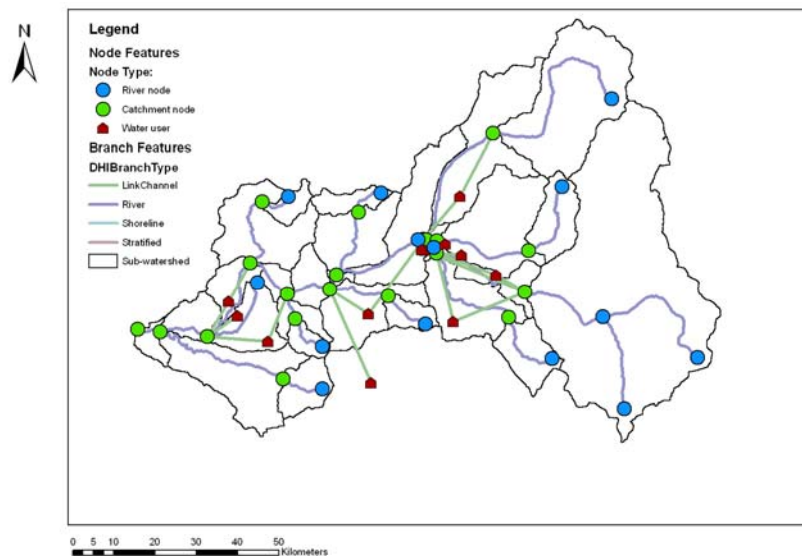 N
Legend
Node Features
Node Type:
River node
Catchment node
Water user
Branch Features
DHIBranchType
LinkChannel
River
Shoreline
Stratified
Sub-watershed
0 5 10 20 30 40 50
Kilometers